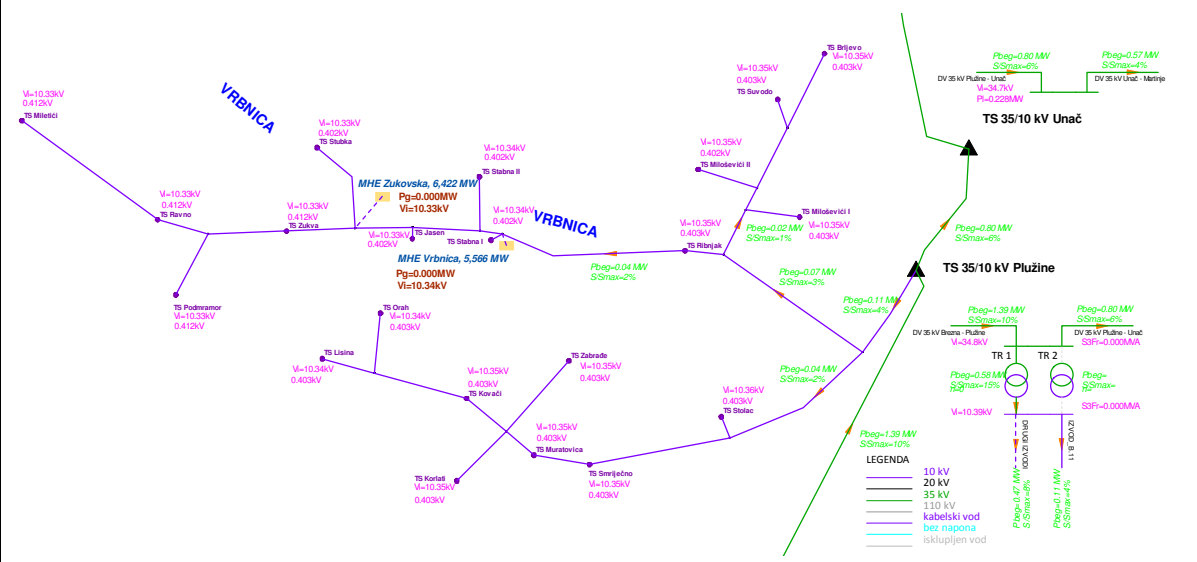 TS Brljevo
Vi=10.35kV
0.403kV
Vi=10.35kV
0.403kV
TS Suvodo
Pbeg=0.80 MW
S/Smax=6%
Pbeg=0.57 MW
S/Smax=4%
DV 35 kV Plužine - Unač
DV 35 kV Unač - Martinje
Vi=34.7kV
Pl=0.228MW
TS 35/10 kV Unač
Vi=10.33kV
0.412kV
TS Miletići
VRBNICA
Vi=10.33kV
0.402kV
TS Stubka
Vi=10.34kV
0.402kV
TS Stabna II
Vi=10.35kV
0.402kV
TS Miloševići II
MHE Zukovska, 6,422 MW
Pg=0.000MW
Vi=10.33kV
Vi=10.33kV
0.412kV
TS Ravno
Vi=10.33kV
0.412kV
TS Zukva
Vi=10.33kV
0.402kV
TS Jasen
Vi=10.34kV
0.402kV
TS Stabna I
VRBNICA
TS Miloševići I
Vi=10.35kV
0.403kV
Vi=10.35kV
0.403kV
TS Ribnjak
Pbeg=0.02 MW
S/Smax=1%
Pbeg=0.80 MW
S/Smax=6%
MHE Vrbnica, 5,566 MW
Pg=0.000MW
Vi=10.34kV
Pbeg=0.04 MW
S/Smax=2%
Pbeg=0.07 MW
S/Smax=3%
TS 35/10 kV Plužine
TS Podmramor
Vi=10.33kV
0.412kV
TS Orah
Vi=10.34kV
0.403kV
Pbeg=0.11 MW
S/Smax=4%
Pbeg=1.39 MW
S/Smax=10%
Pbeg=0.80 MW
S/Smax=6%
DV 35 kV Brezna - Plužine
DV 35 kV Plužine - Unač
Vi=34,8kV
S3Fr=0.000MVA
TR 1
TR 2
TS Lisina
Vi=10.34kV
0.403kV
TS Zabrađe
Vi=10.35kV
0.403kV
Vi=10.35kV
0.403kV
TS Kovači
Pbeg=0.04 MW
S/Smax=2%
Pbeg=0.58 MW
S/Smax=15%
n=0
Pbeg=
S/Smax=
n=
Vi=10,39kV
S3Fr=0.000MVA
Vi=10.36kV
0.403kV
TS Stolac
DRUGI IZVODI
IZVOD_B.11
Vi=10.35kV
0.403kV
TS Muratovica
Pbeg=1.39 MW
S/Smax=10%
TS Smriječno
Vi=10.35kV
0.403kV
TS Korlati
Vi=10.35kV
0.403kV
Pbeg=0.47 MW
S/Smax=8%
Pbeg=0.11 MW
S/Smax=4%
LEGENDA
10 kV
20 kV
35 kV
110 kV
kabelski vod
bez napona
isklupljen vod